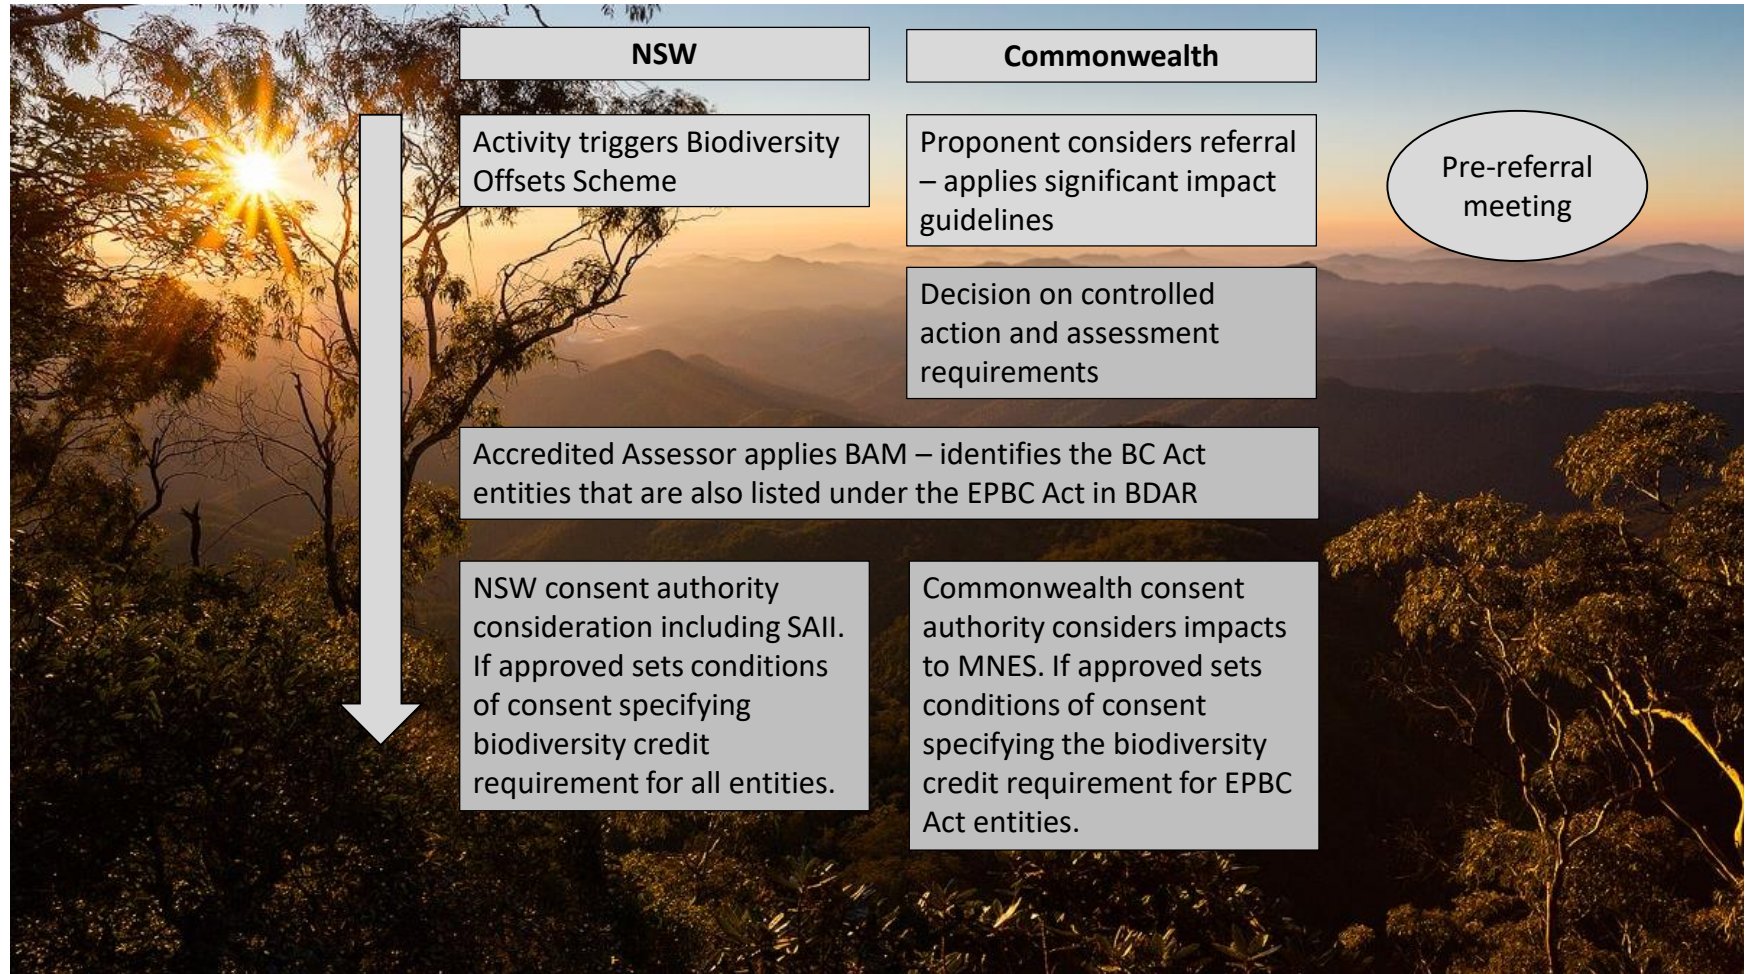 NSW
Commonwealth
Activity triggers Biodiversity
Offsets Scheme
Proponent considers referral
– applies significant impact
guidelines
Pre-referral
meeting
Decision on controlled
action and assessment
requirements
Accredited Assessor applies BAM – identifies the BC Act
entities that are also listed under the EPBC Act in BDAR
NSW consent authority
consideration including SAII.
If approved sets conditions
of consent specifying
biodiversity credit
requirement for all entities.
Commonwealth consent
authority considers impacts
to MNES. If approved sets
conditions of consent
specifying the biodiversity
credit requirement for EPBC
Act entities.